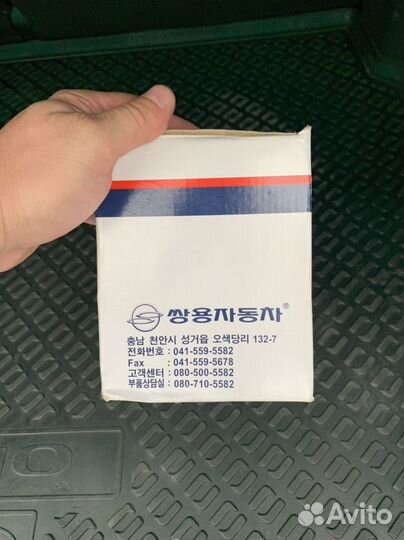 쌍용자동차®
충남 천안시 성거읍 오색당리 132-7
전화번호 : 041-559-5582
Fax : 041-559-5678
고객센터 : 080-500-5582
부품상담실 : 080-710-5582
Avito